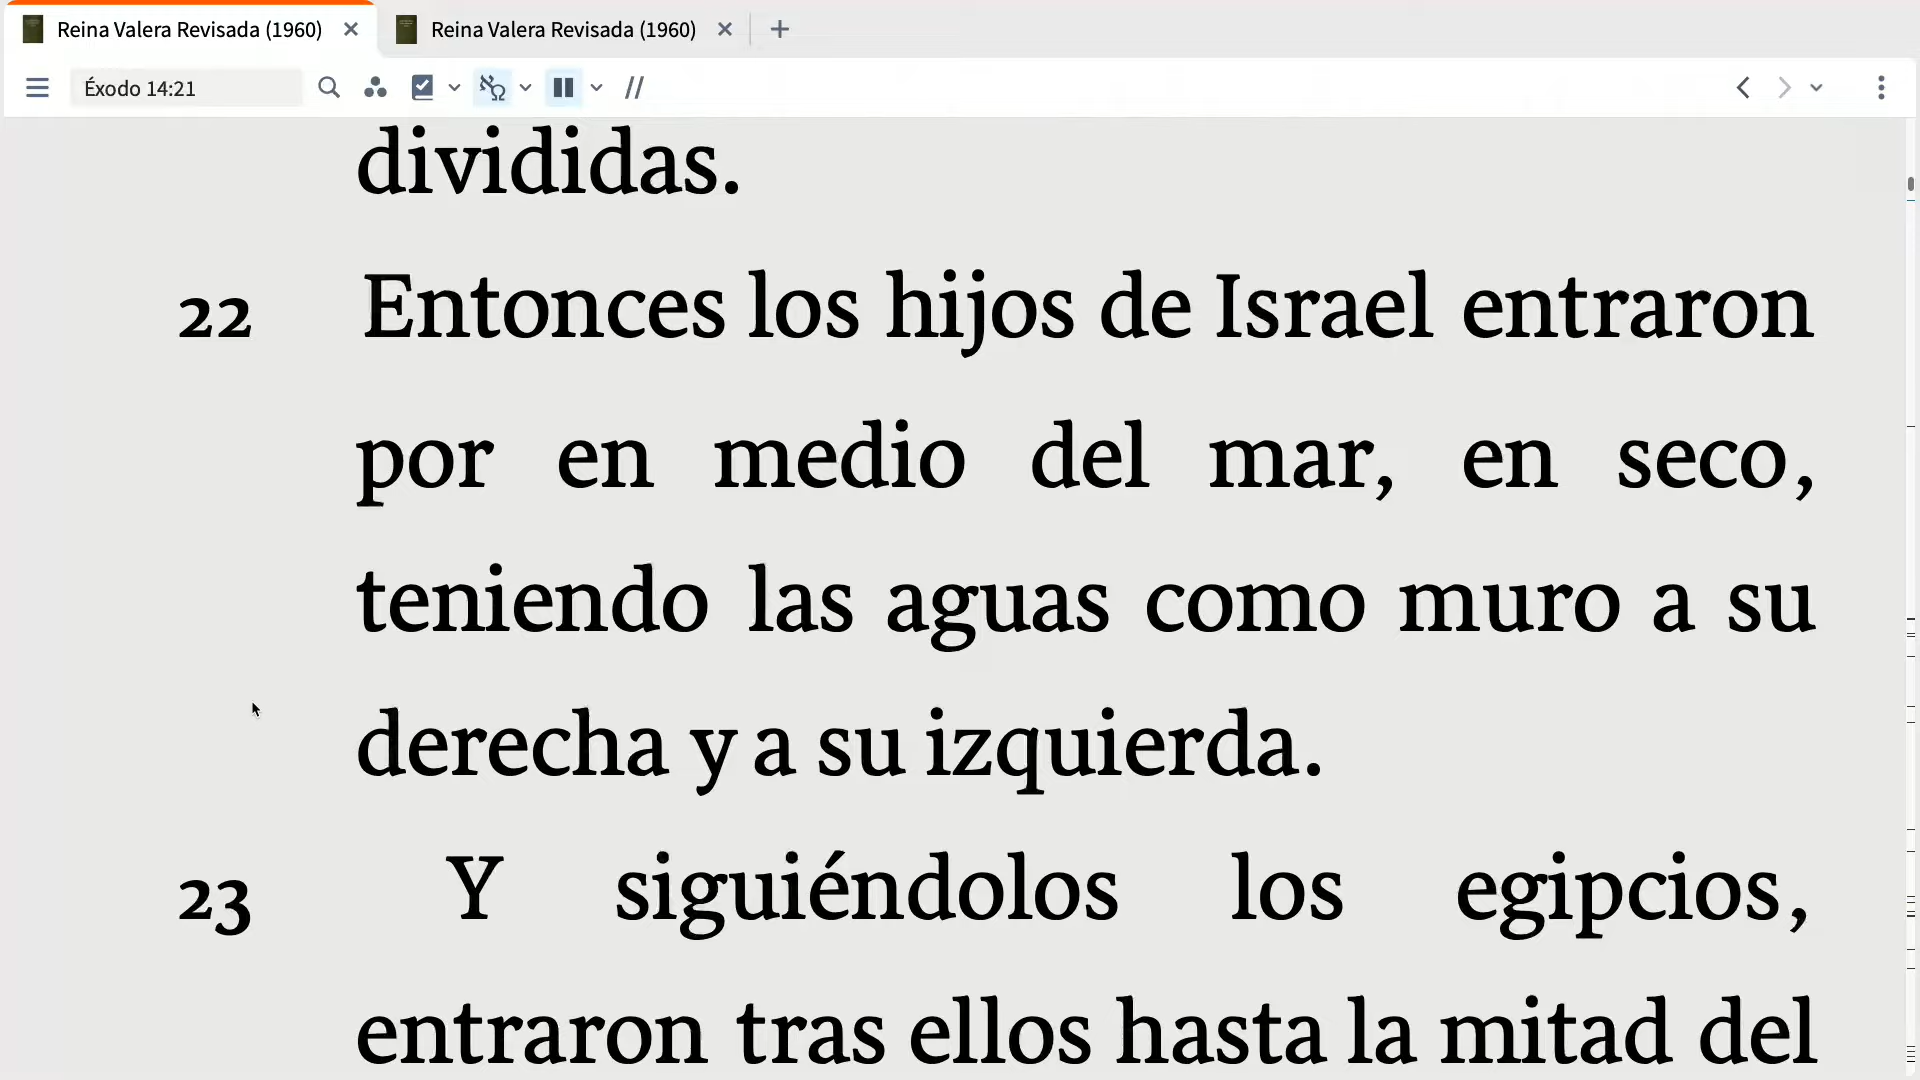 Reina Valera Revisada (1960)
Reina Valera Revisada (1960)
Éxodo 14:21
divididas.
22 Entonces los hijos de Israel entraron
por en medio del mar, en seco,
teniendo las aguas como muro a su
derecha y a su izquierda.
23 Y siguiéndolos los egipcios,
entraron tras ellos hasta la mitad del